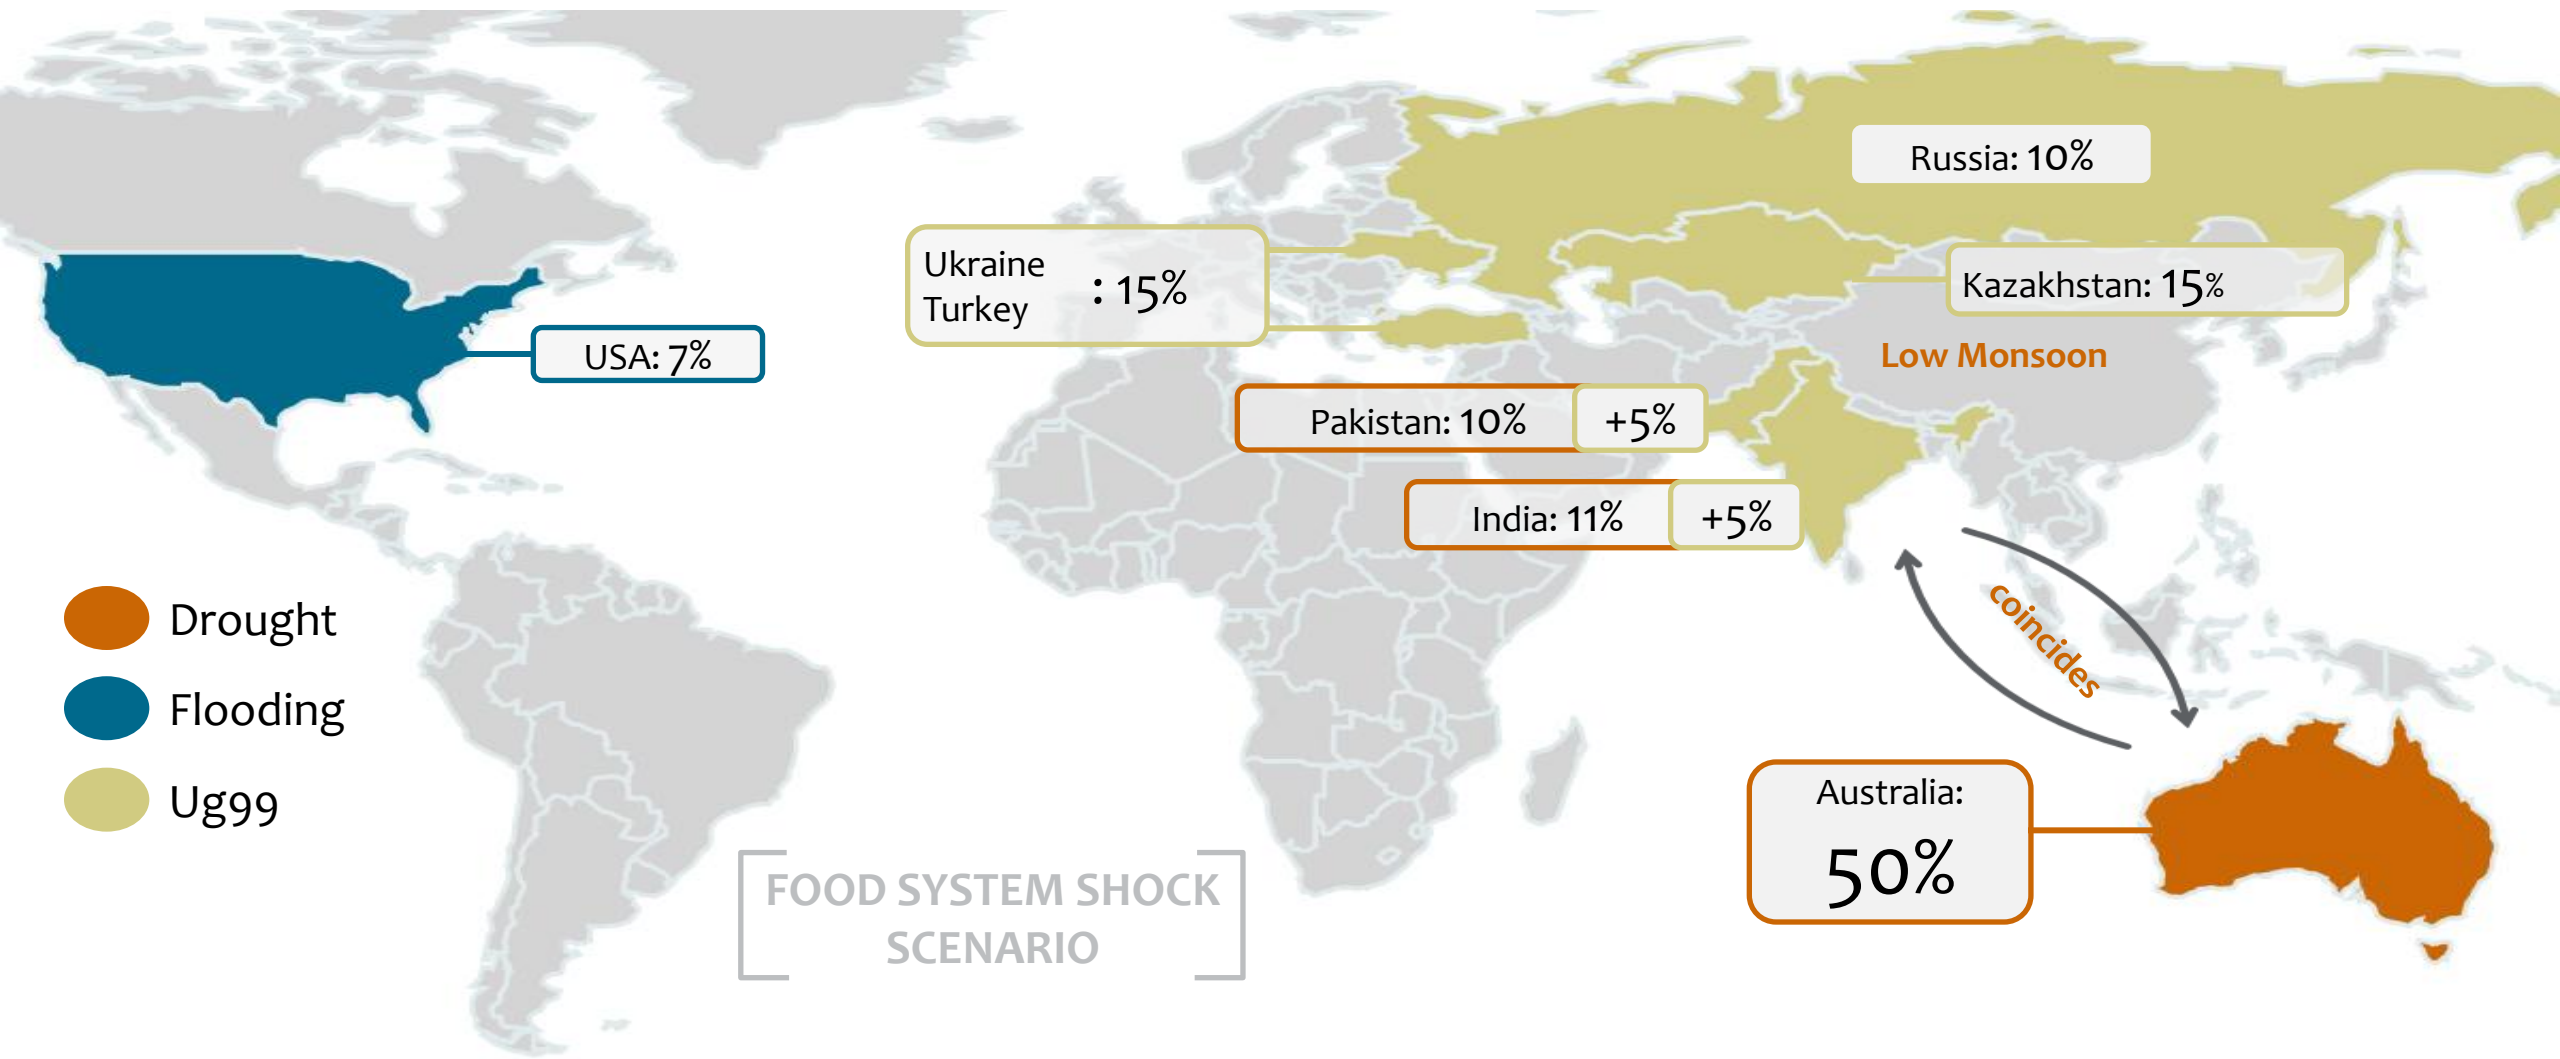 Russia: 10%
Ukraine
Turkey
: 15%
Kazakhstan: 15%
USA: 7%
Low Monsoon
Pakistan: 10%
+5%
India: 11%
+5%
coincides
Drought
Flooding
Ug99
Australia:
50%
FOOD SYSTEM SHOCK
SCENARIO